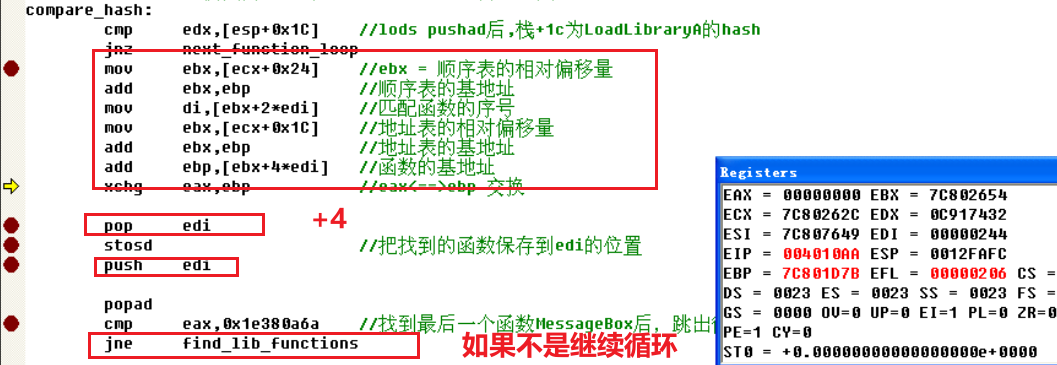 compare_hash:
cmp edx,[esp+0x1C] //lods pushad后,栈+1c为LoadLibraryA的hash
jnz next_function_loop
mov ebx,[ecx+0x24] //ebx = 顺序表的相对偏移量
add ebx,ebp //顺序表的基地址
mov di,[ebx+2*edi] //匹配函数的序号
mov ebx,[ecx+0x1C] //地址表的相对偏移量
add ebx,ebp //地址表的基地址
add ebp,[ebx+4*edi] //函数的基地址
xchg eax,ebp //eax<==>ebp 交换
pop edi +4
stosd //把找到的函数保存到edi的位置
push edi
popad
cmp eax,0x1e380a6a //找到最后一个函数MessageBox后，跳出
jne find_lib_functions 如果不是继续循环
Registers
EAX = 00000000 EBX = 7C802654
ECX = 7C80262C EDX = 0C917432
ESI = 7C807649 EDI = 00000244
EIP = 004010AA ESP = 0012FAFC
EBP = 7C801D7B EFL = 00000206 CS =
DS = 0023 ES = 0023 SS = 0023 FS =
GS = 0000 OV=0 UP=0 EI=1 PL=0 ZR=0
PE=1 CY=0
ST0 = +0.00000000000000000e+0000